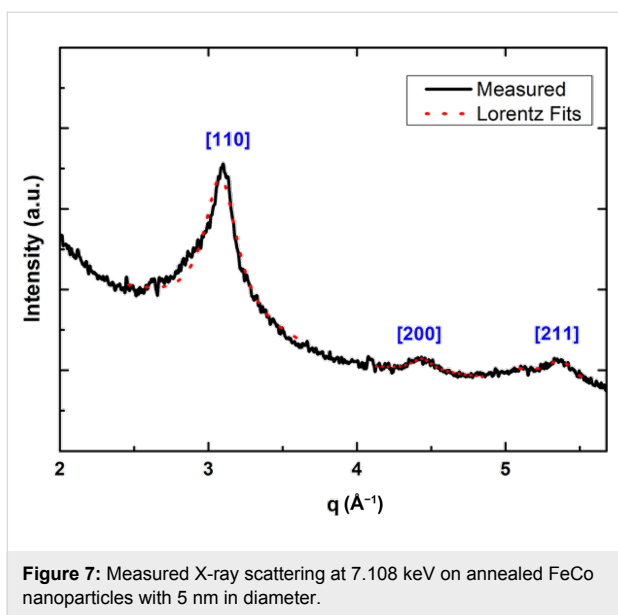 Measured
Lorentz Fits
[110]
[200]
[211]
Intensity (a.u.)
2
3
4
5
q (Å⁻¹)
Figure 7: Measured X-ray scattering at 7.108 keV on annealed FeCo
nanoparticles with 5 nm in diameter.